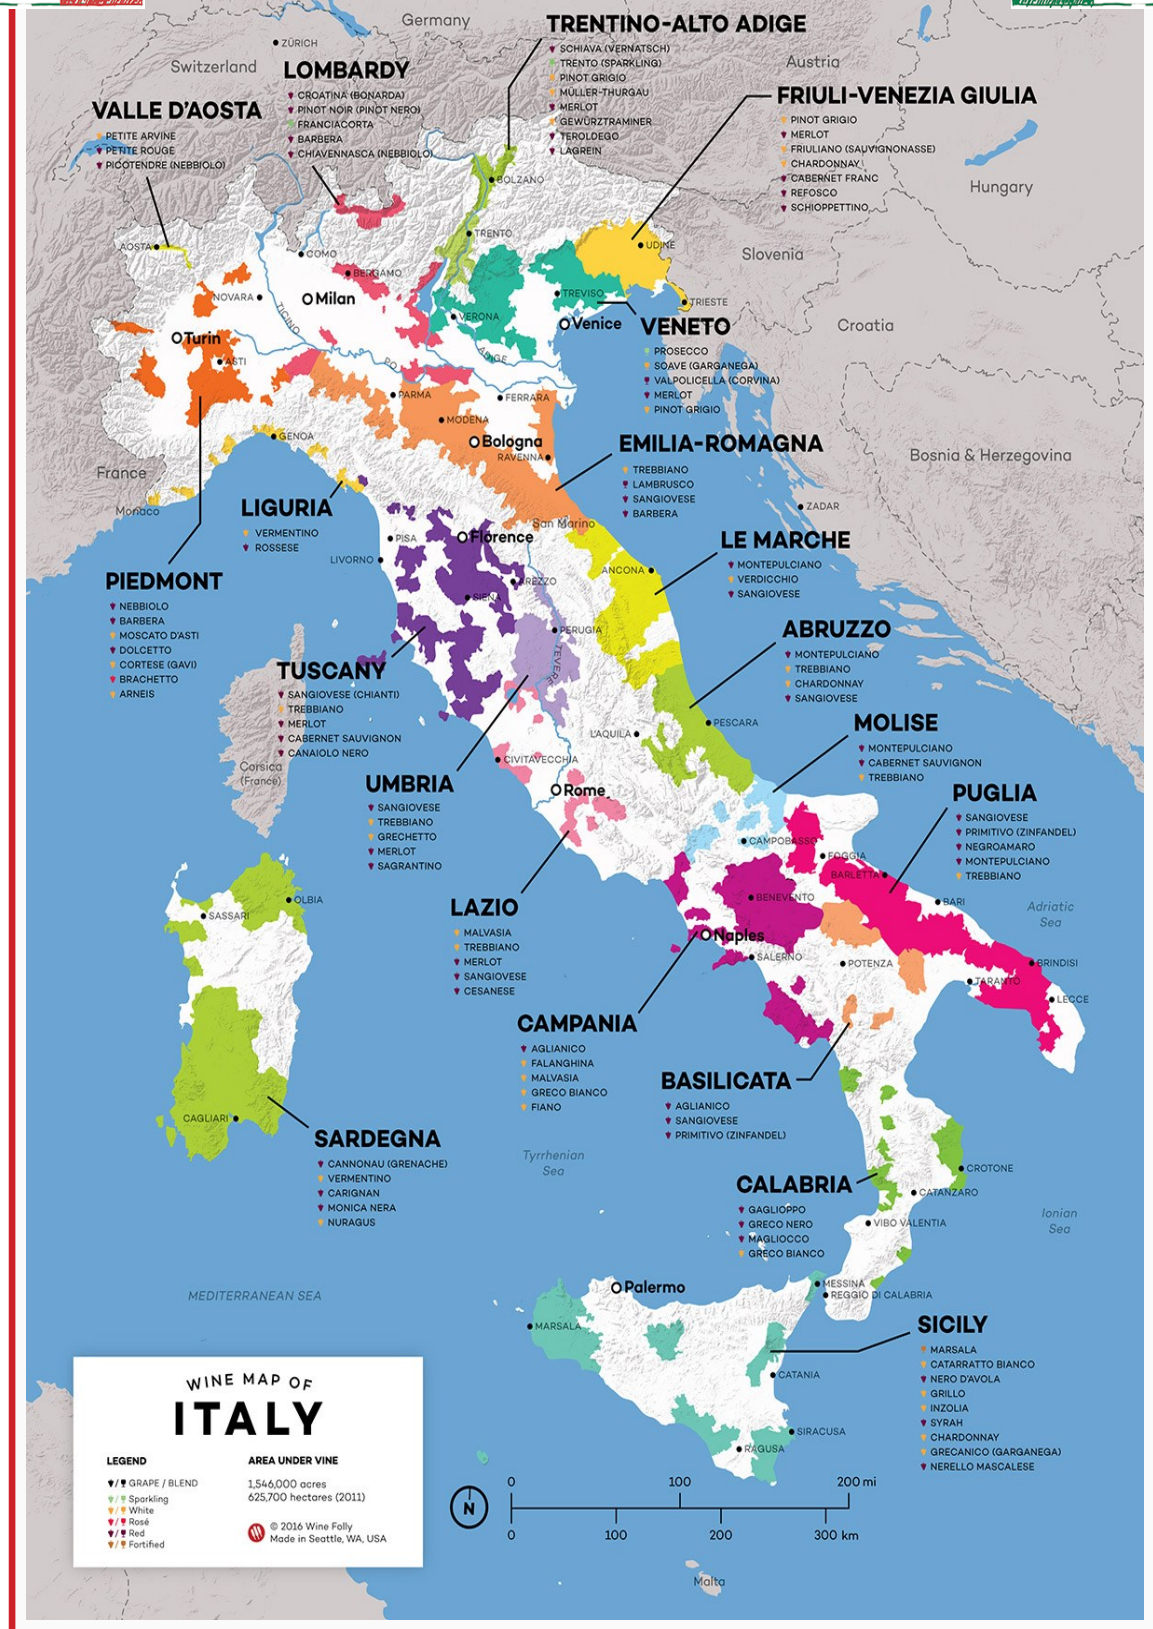 Germany
TRENTINO-ALTO ADIGE
SCHIAVA (VERNATSCH)
TRENTO (SPARKLING)
PINOT GRIGIO
MÜLLER-THURGAU
MERLOT
GEWÜRZTRAMINER
TEROLDEGO
LAGREIN
ZÜRICH
Switzerland
Austria
LOMBARDY
CROATINA (BONARDA)
PINOT NOIR (PINOT NERO)
FRANCIACORTA
BARBERA
CHIAVENNASCA (NEBBIOLO)
VALLE D'AOSTA
PETITE ARVINE
PETITE ROUGE
PICOTENDRE (NEBBIOLO)
FRIULI-VENEZIA GIULIA
PINOT GRIGIO
MERLOT
FRIULIANO (SAUVIGNONASSE)
CHARDONNAY
CABERNET FRANC
REFOSCO
SCHIOPPETTINO
Hungary
BOLZANO
TRENTO
AOSTA
COMO
UDINE
Slovenia
BERGAMO
NOVARA
Milan
TICINO
TREVISO
TRIESTE
VERONA
Venice
Croatia
Turin
ASTI
PO
ADIGE
VENETO
PROSECCO
SOAVE (GARGANEGA)
VALPOLICELLA (CORVINA)
MERLOT
PINOT GRIGIO
PARMA
FERRARA
MODENA
GENOA
Bologna
RAVENNA
EMILIA-ROMAGNA
TREBBIANO
LAMBRUSCO
SANGIOVESE
BARBERA
Bosnia & Herzegovina
France
Monaco
LIGURIA
VERMENTINO
ROSSESE
ZADAR
San Marino
PISA
Florence
LIVORNO
LE MARCHE
MONTEPULCIANO
VERDICCHIO
SANGIOVESE
ANCONA
AREZZO
SIENA
PIEDMONT
NEBBIOLO
BARBERA
MOSCATO D'ASTI
DOLCETTO
CORTESE (GAVI)
BRACHETTO
ARNEIS
PERUGIA
TEVERE
ABRUZZO
MONTEPULCIANO
TREBBIANO
CHARDONNAY
SANGIOVESE
TUSCANY
SANGIOVESE (CHIANTI)
TREBBIANO
MERLOT
CABERNET SAUVIGNON
CANAIOLO NERO
Corsica
(France)
L'AQUILA
PESCARA
MOLISE
MONTEPULCIANO
CABERNET SAUVIGNON
TREBBIANO
CIVITAVECCHIA
Rome
UMBRIA
SANGIOVESE
TREBBIANO
GRECHETTO
MERLOT
SAGRANTINO
PUGLIA
SANGIOVESE
PRIMITIVO (ZINFANDEL)
NEGROAMARO
MONTEPULCIANO
TREBBIANO
CAMPOBASSO
FOGGIA
BARLETTA
BARI
BENEVENTO
Adriatic
Sea
OLBIA
SASSARI
LAZIO
MALVASIA
TREBBIANO
MERLOT
SANGIOVESE
CESANESE
Naples
SALERNO
POTENZA
BRINDISI
TARANTO
LECCE
CAMPANIA
AGLIANICO
FALANGHINA
MALVASIA
GRECO BIANCO
FIANO
BASILICATA
AGLIANICO
SANGIOVESE
PRIMITIVO (ZINFANDEL)
CAGLIARI
SARDEGNA
CANNONAU (GRENACHE)
VERMENTINO
CARIGNAN
MONICA NERA
NURAGUS
Tyrrhenian
Sea
CALABRIA
GAGLIOPPO
GRECO NERO
MAGLIOCCO
GRECO BIANCO
CROTONE
CATANZARO
VIBO VALENTIA
Ionian
Sea
MEDITERRANEAN SEA
Palermo
MESSINA
REGGIO DI CALABRIA
MARSALA
SICILY
MARSALA
CATARRATTO BIANCO
NERO D'AVOLA
GRILLO
INZOLIA
SYRAH
CHARDONNAY
GRECANICO (GARGANEGA)
NERELLO MASCALESE
CATANIA
SIRACUSA
RAGUSA
WINE MAP OF
ITALY
LEGEND
GRAPE / BLEND
Sparkling
White
Rosé
Red
Fortified
AREA UNDER VINE
1,546,000 acres
625,700 hectares (2011)
© 2016 Wine Folly
Made in Seattle, WA, USA
N
0 100 200 mi
0 100 200 300 km
Malta